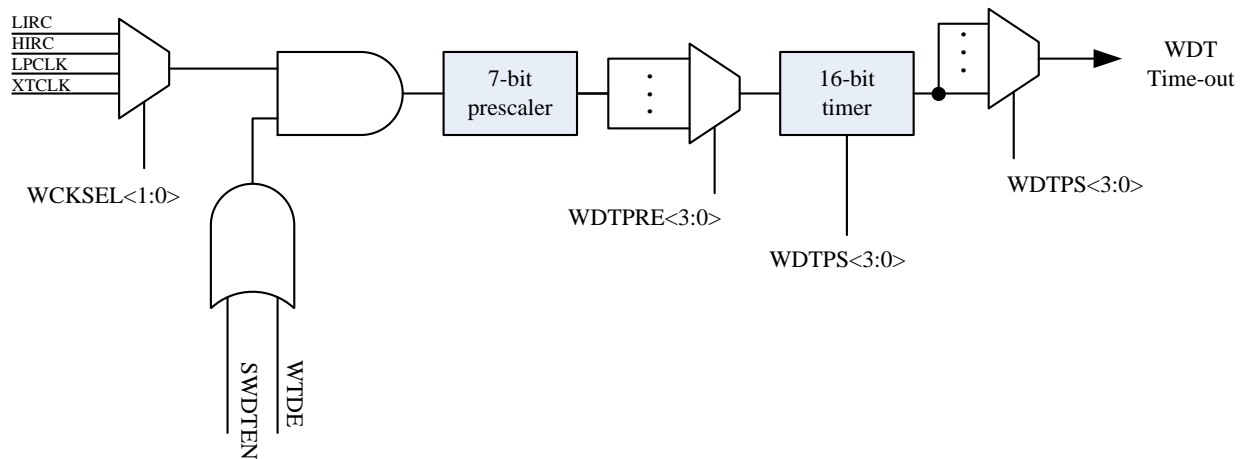 LIRC
HIRC
LPCLK
XTCLK
WCKSEL<1:0>
SWDTEN
WTDE
7-bit
prescaler
WDTPRE<3:0>
16-bit
timer
WDTPS<3:0>
WDTPS<3:0>
WDT
Time-out